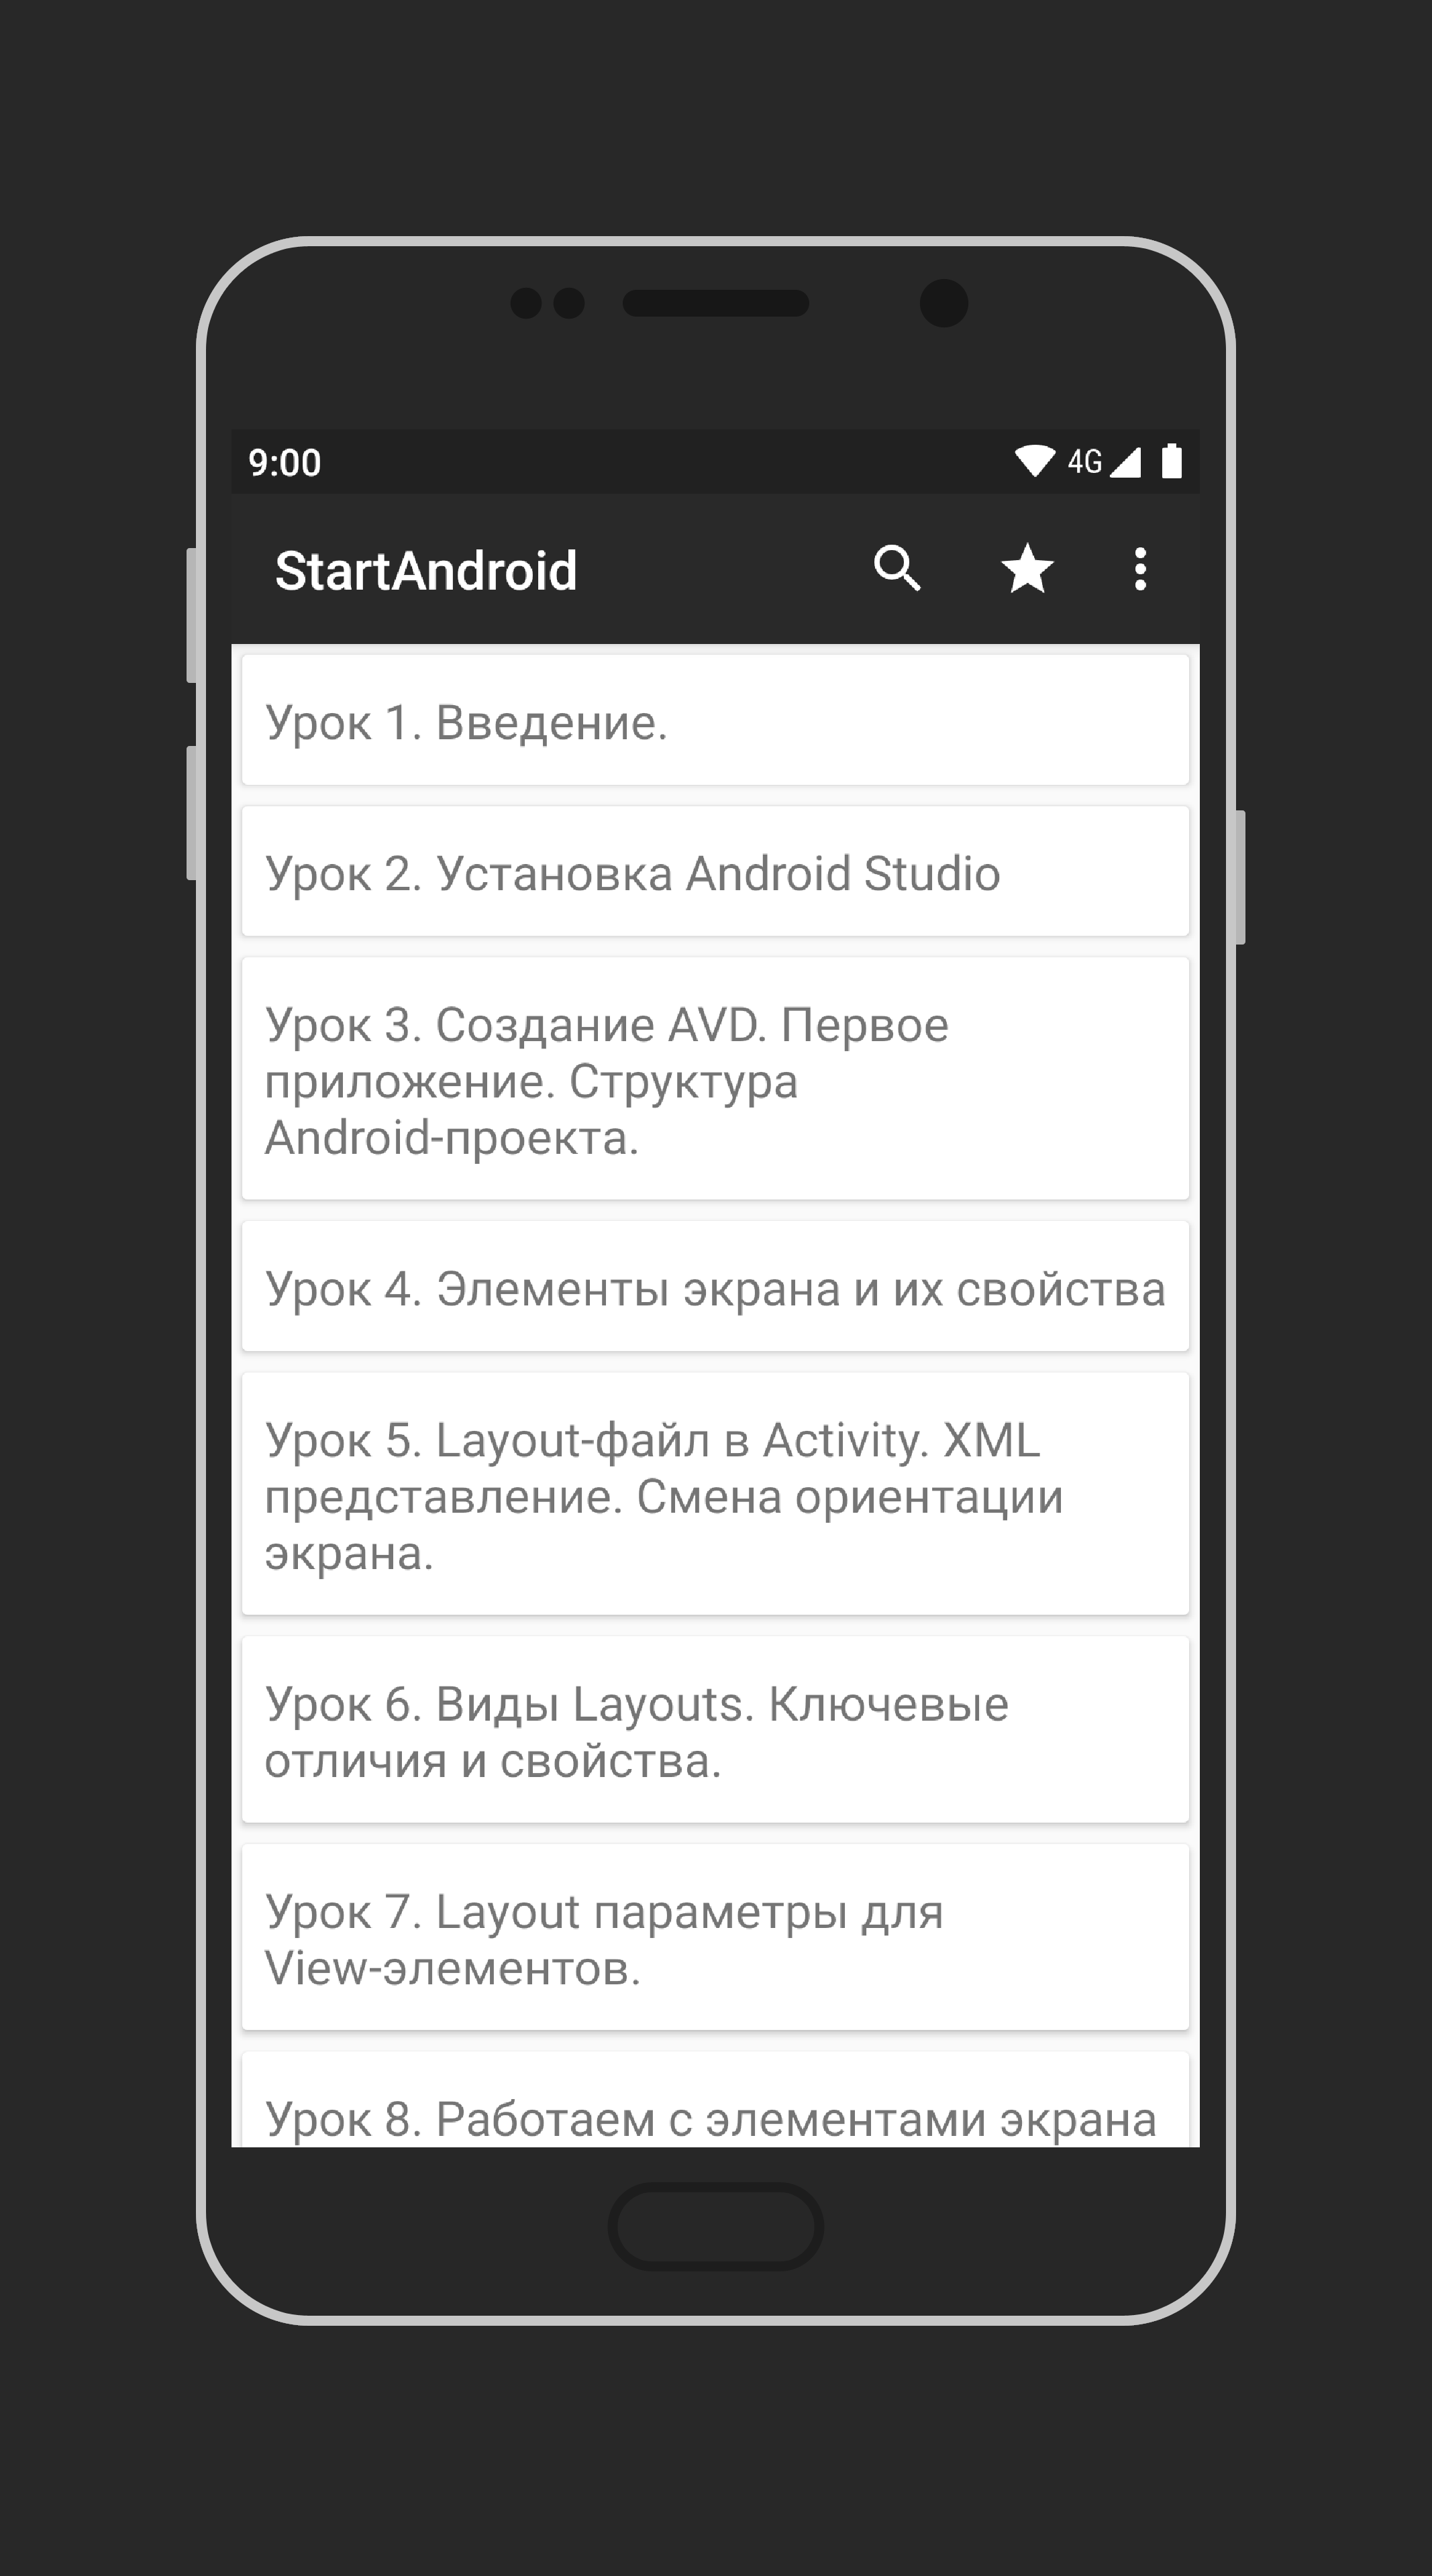 9:00
4G
StartAndroid
Урок 1. Введение.
Урок 2. Установка Android Studio
Урок 3. Создание AVD. Первое
приложение. Структура
Android-проекта.
Урок 4. Элементы экрана и их свойства
Урок 5. Layout-файл в Activity. XML
представление. Смена ориентации
экрана.
Урок 6. Виды Layouts. Ключевые
отличия и свойства.
Урок 7. Layout параметры для
View-элементов.
Урок 8. Работаем с элементами экрана